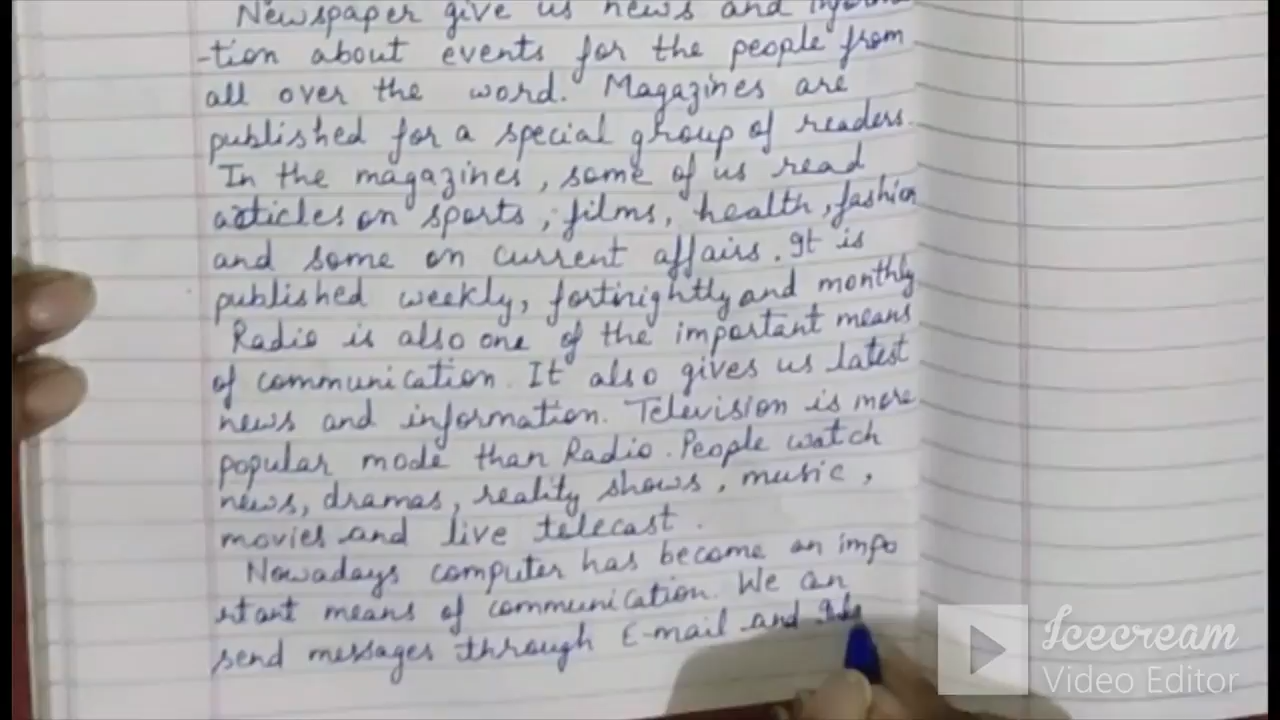 Newspaper give us news and informa
-tion about events for the people from
all over the word. Magazines are
published for a special group of readers.
In the magazines, some of us read
articles on sports, films, health, fashion
and some on current affairs. It is
published weekly, fortinightly and monthly
Radio is also one of the important means
of communication. It also gives us latest
news and information. Television is more
popular mode than Radio. People watch
news, dramas, reality shows, music,
movies and live telecast.
Nowadays computer has become an impo
rtant means of communication. We an
send messages through E-mail and
Icecream
Video Editor